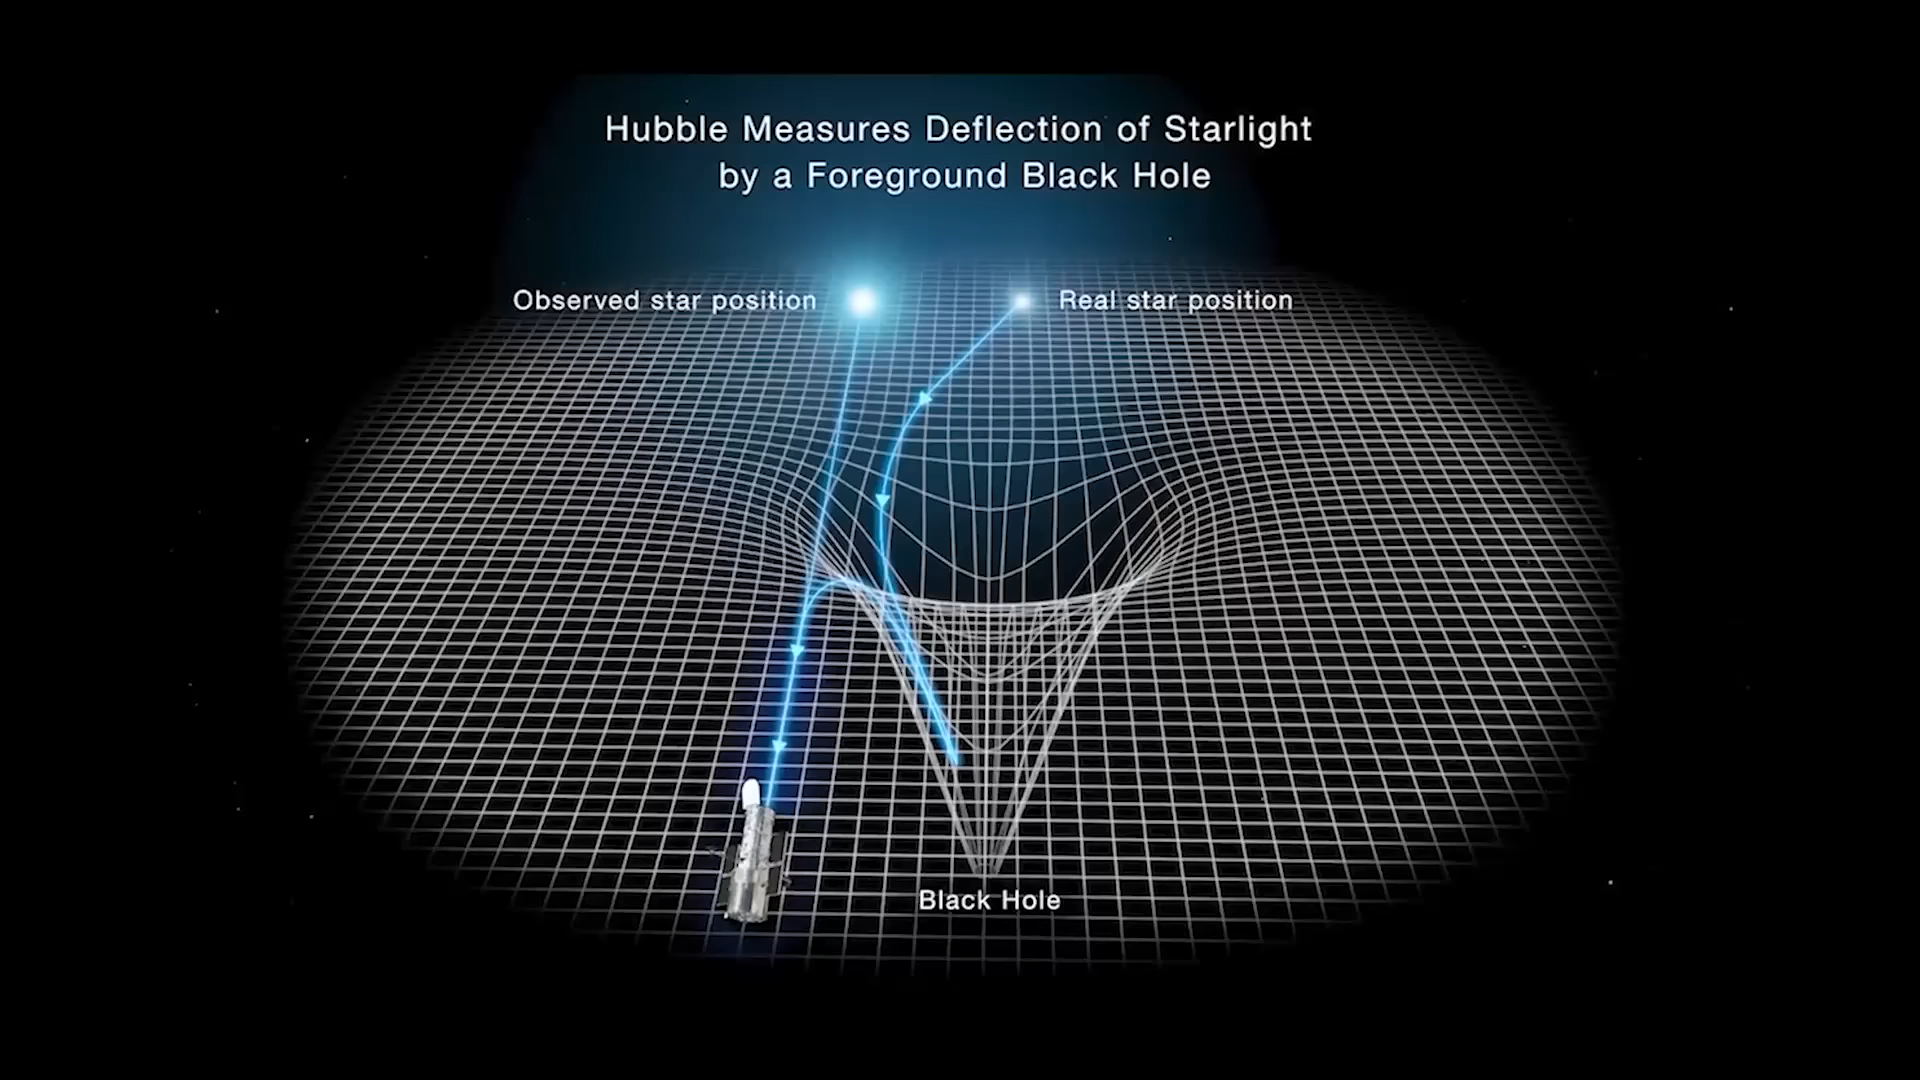 Hubble Measures Deflection of Starlight
by a Foreground Black Hole
Observed star position
Real star position
Black Hole